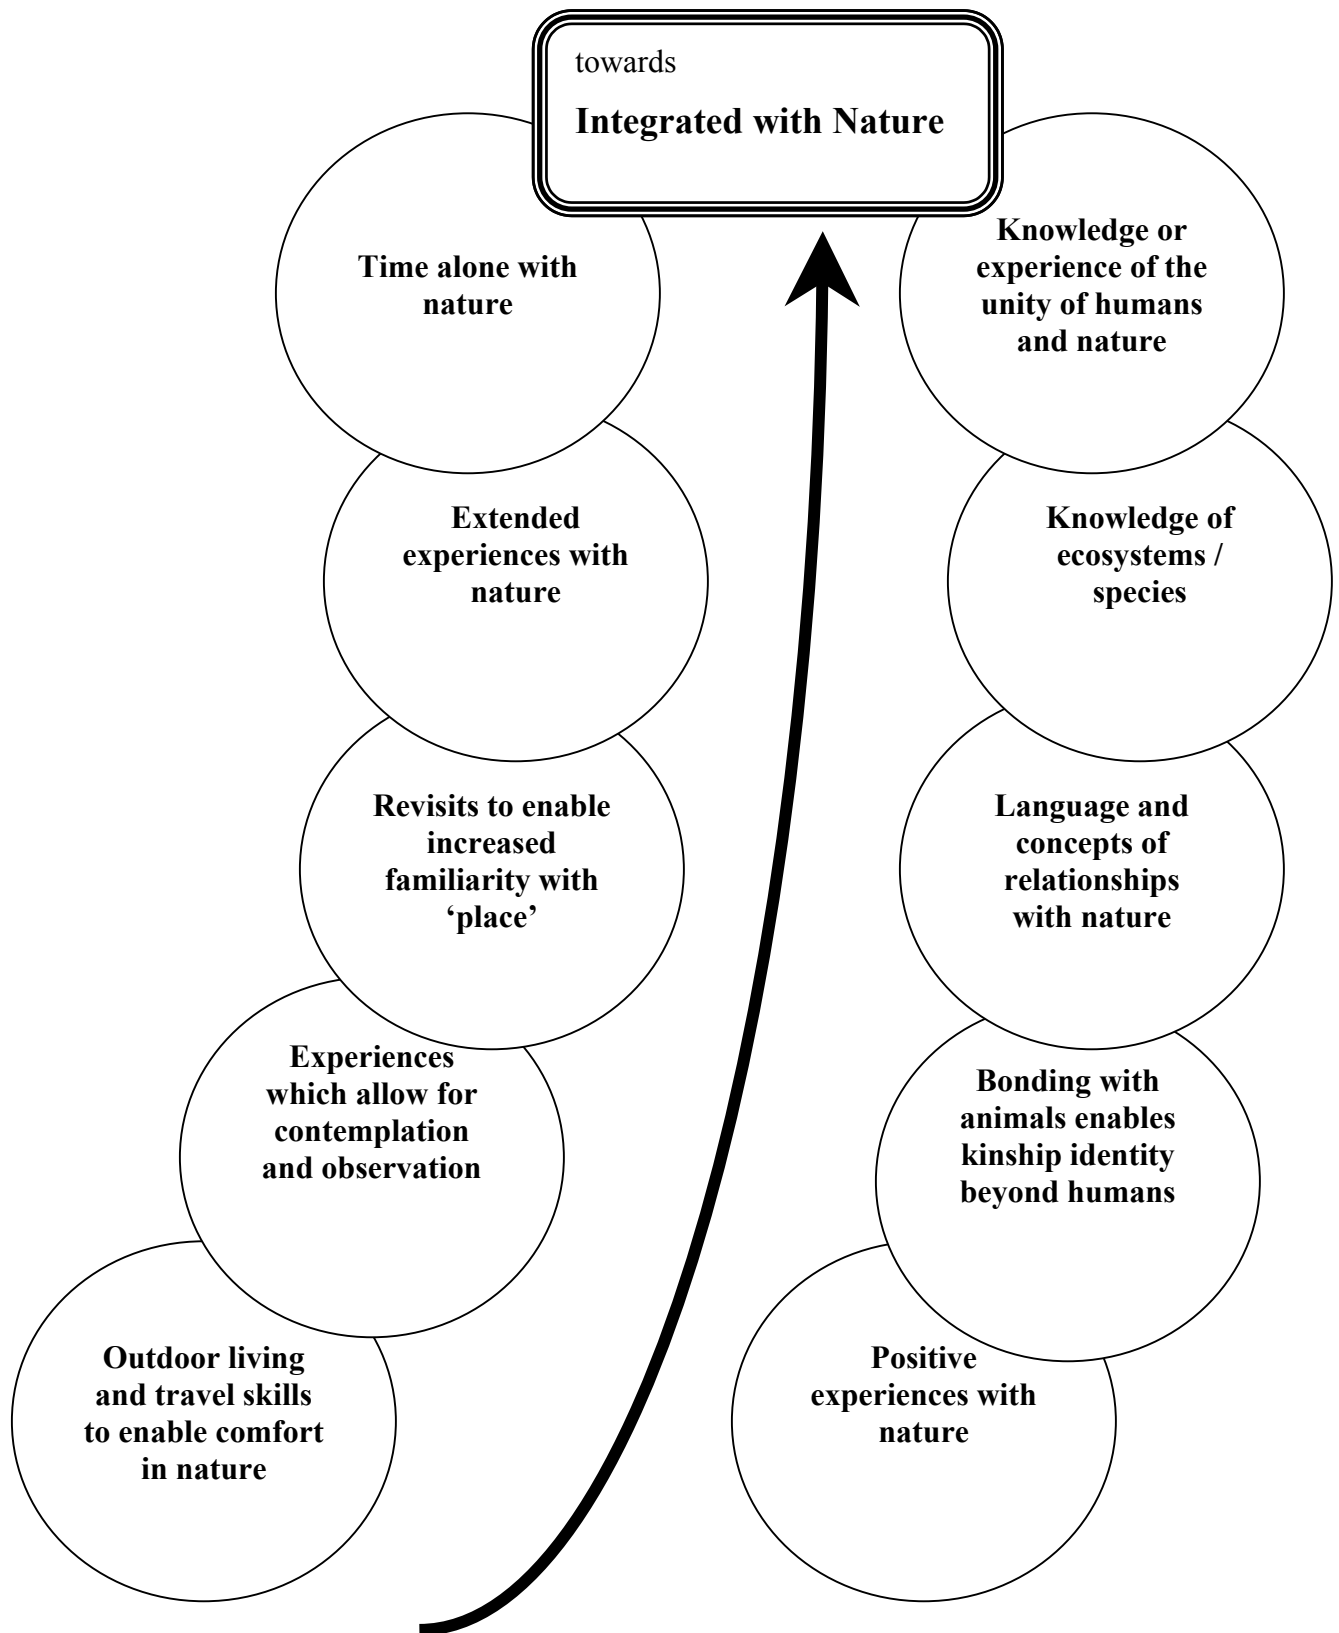 towards
Integrated with Nature
Time alone with
nature
Extended
experiences with
nature
Revisits to enable
increased
familiarity with
‘place’
Experiences
which allow for
contemplation
and observation
Outdoor living
and travel skills
to enable comfort
in nature
Knowledge or
experience of the
unity of humans
and nature
Knowledge of
ecosystems /
species
Language and
concepts of
relationships
with nature
Bonding with
animals enables
kinship identity
beyond humans
Positive
experiences with
nature